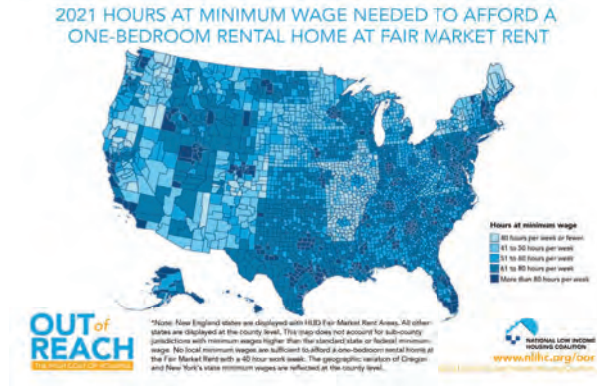 2021 HOURS AT MINIMUM WAGE NEEDED TO AFFORD A
ONE-BEDROOM RENTAL HOME AT FAIR MARKET RENT
Hours at minimum wage
40 hours per week or fewer
41 to 50 hours per week
51 to 60 hours per week
61 to 80 hours per week
More than 80 hours per week
OUT of
REACH
THE HIGH COST OF HOUSING
*Note: New England states are displayed with HUD Fair Market Rent Areas. All other
states are displayed at the county level. This map does not account for sub-county
jurisdictions with minimum wages higher than the standard state or federal minimum
wage. No local minimum wages are sufficient to afford a one-bedroom rental home at
the Fair Market Rent with a 40 hour work week. The geographic variation of Oregon
and New York's state minimum wages are reflected at the county level.
NATIONAL LOW INCOME
HOUSING COALITION
www.nlihc.org/oor